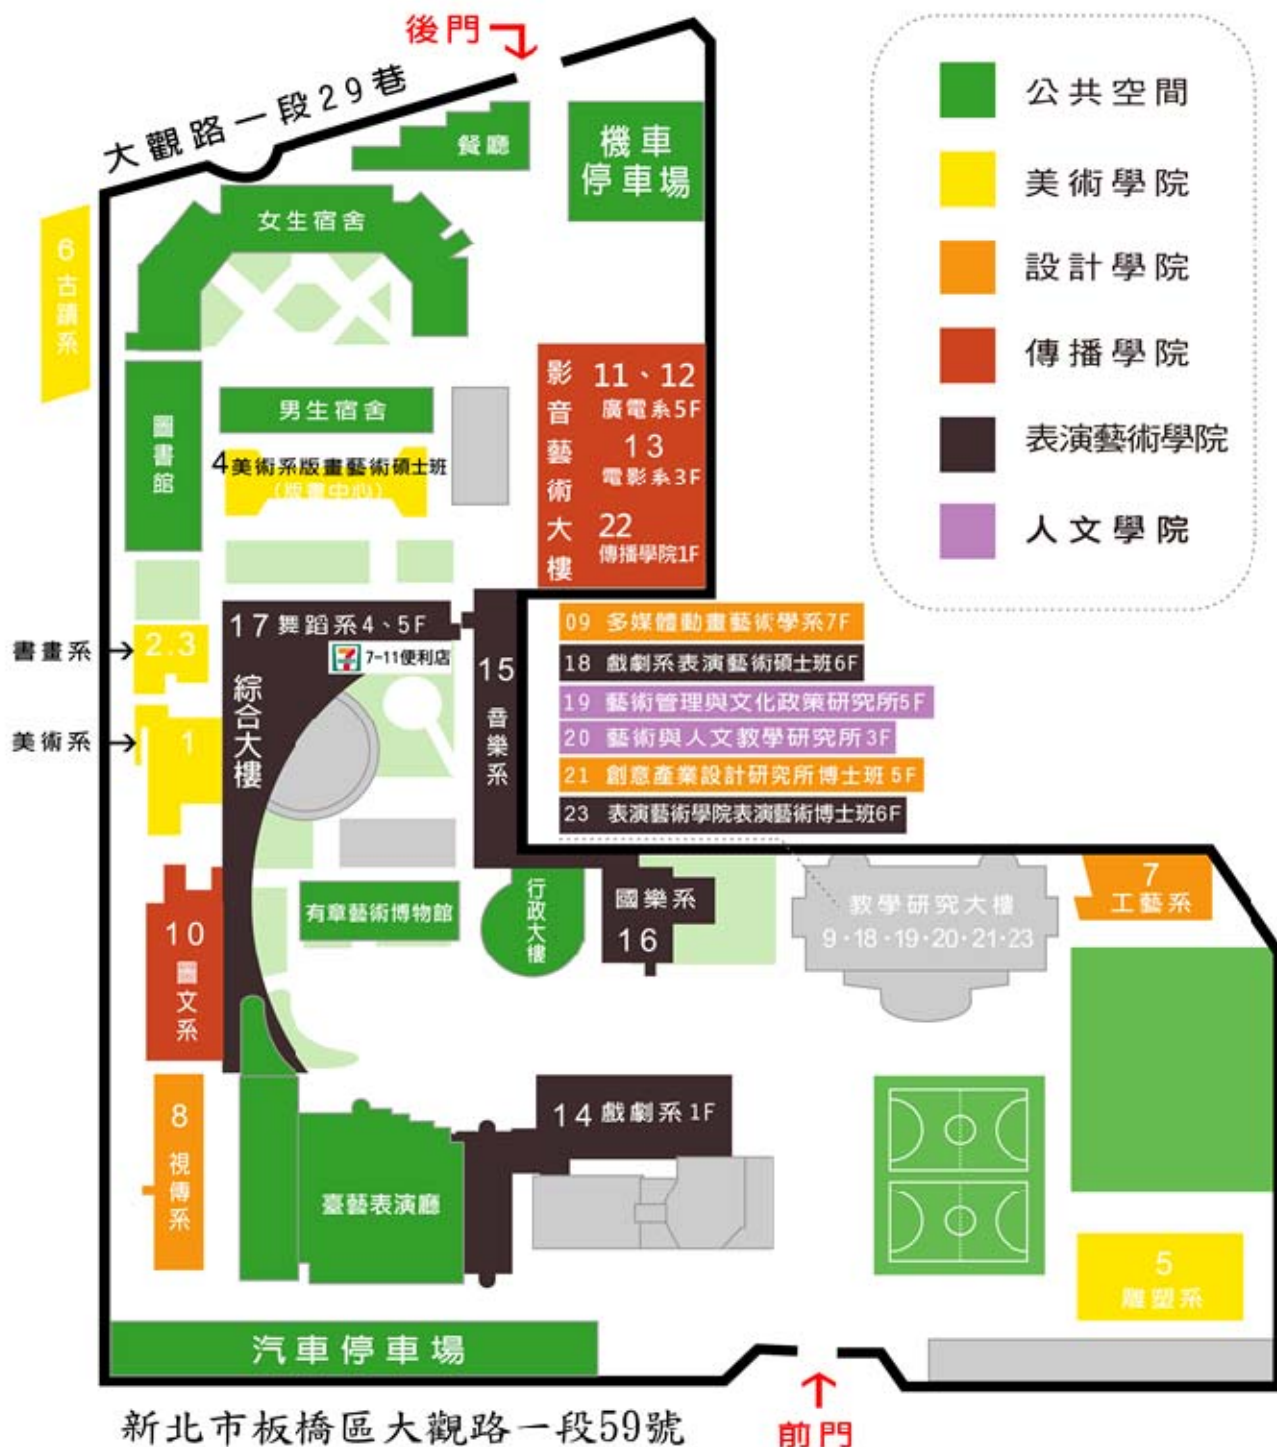 後門
大觀路一段29巷
餐廳
機車
停車場
女生宿舍
6 古蹟系
圖書館
男生宿舍
4美術系版畫藝術碩士班
(版畫中心)
影音藝術大樓
11、12
廣電系5F
13
電影系3F
22
傳播學院1F
公共空間
美術學院
設計學院
傳播學院
表演藝術學院
人文學院
書畫系
2.3
美術系
1
17 舞蹈系4、5F
7-11便利店
綜合大樓
15 音樂系
09 多媒體動畫藝術學系7F
18 戲劇系表演藝術碩士班6F
19 藝術管理與文化政策研究所5F
20 藝術與人文教學研究所3F
21 創意產業設計研究所博士班5F
23 表演藝術學院表演藝術博士班6F
10 圖文系
有章藝術博物館
行政大樓
國樂系
16
教學研究大樓
9·18·19·20·21·23
7
工藝系
8 視傳系
臺藝表演廳
14 戲劇系1F
5
雕塑系
汽車停車場
新北市板橋區大觀路一段59號
前門